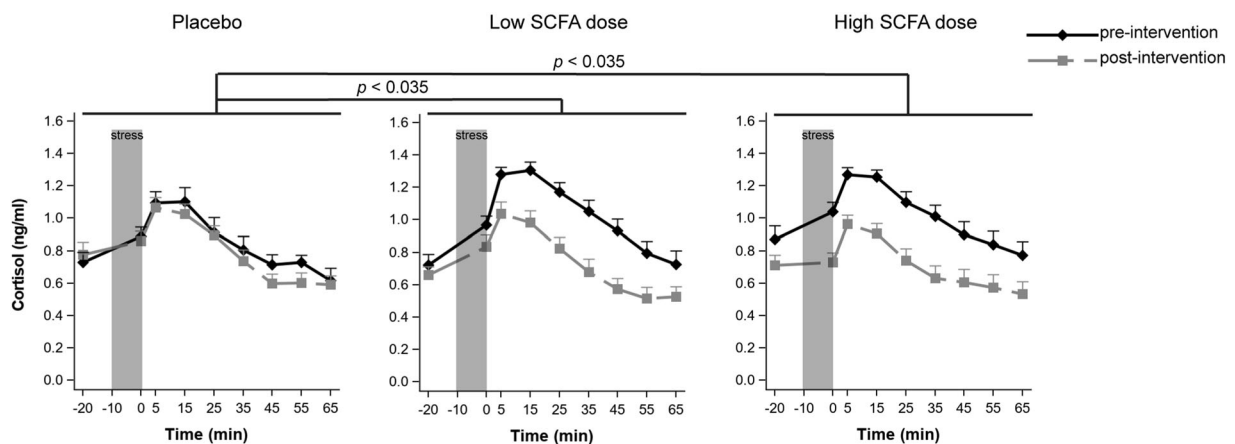 Placebo
Low SCFA dose
High SCFA dose
pre-intervention
post-intervention
p < 0.035
p < 0.035
Cortisol (ng/ml)
1.6
1.4
1.2
1.0
0.8
0.6
0.4
0.2
0.0
stress
-20 -10 0 5 15 25 35 45 55 65
Time (min)
1.6
1.4
1.2
1.0
0.8
0.6
0.4
0.2
0.0
stress
-20 -10 0 5 15 25 35 45 55 65
Time (min)
1.6
1.4
1.2
1.0
0.8
0.6
0.4
0.2
0.0
stress
-20 -10 0 5 15 25 35 45 55 65
Time (min)